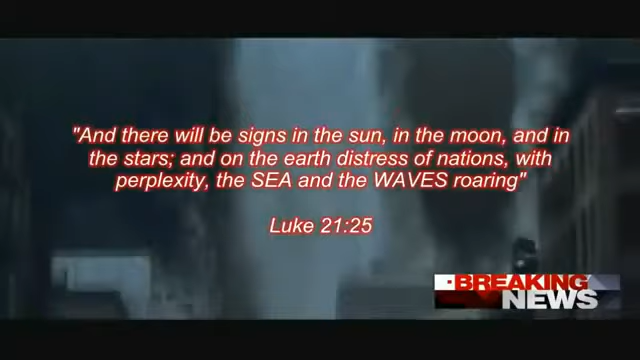 "And there will be signs in the sun, in the moon, and in
the stars; and on the earth distress of nations, with
perplexity, the SEA and the WAVES roaring"
Luke 21:25
BREAKING
NEWS